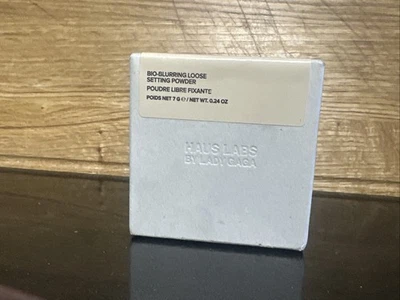 BIO-BLURRING LOOSE
SETTING POWDER
POUDRE LIBRE FIXANTE
POIDS NET 7 G ℮ / NET WT. 0.24 OZ
HAUS LABS
BY LADY GAGA